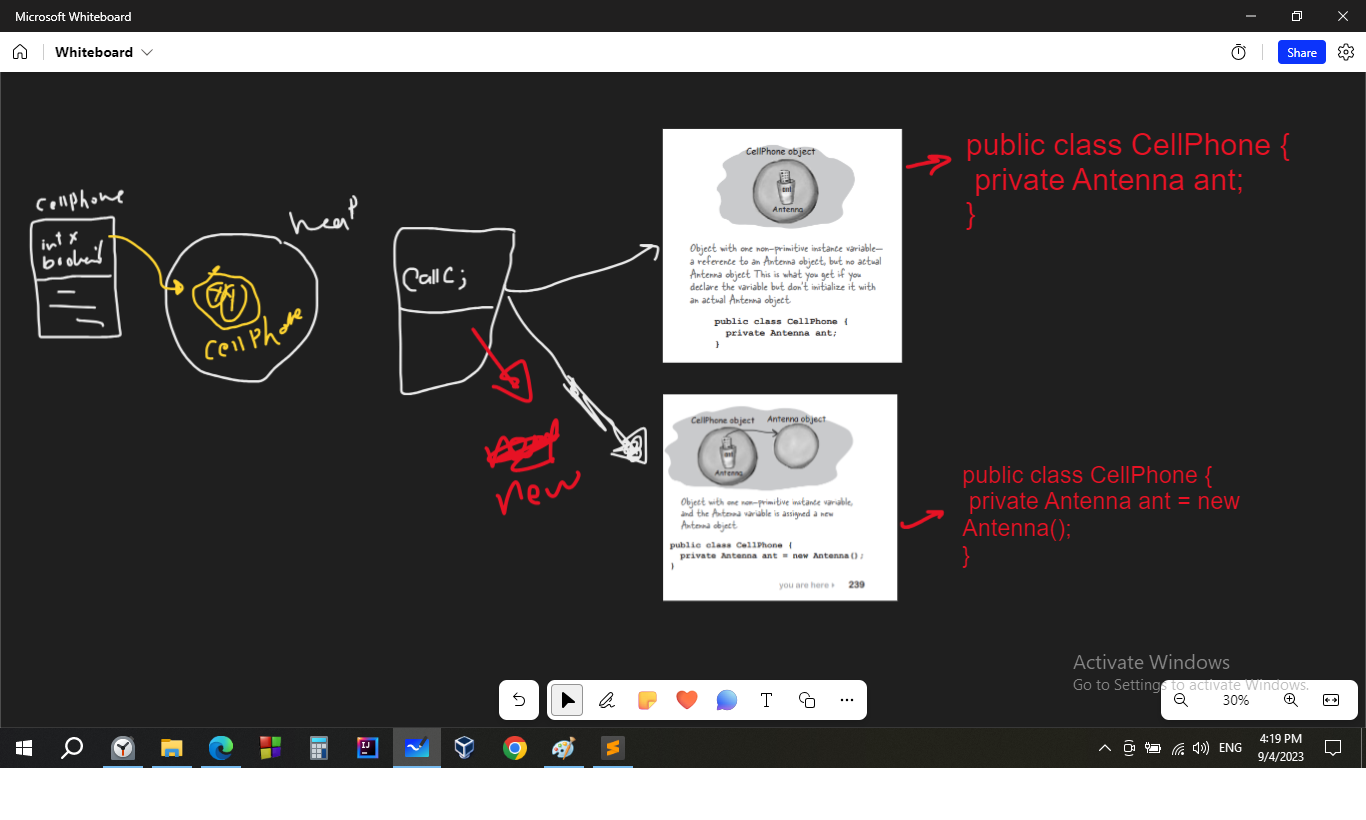 Microsoft Whiteboard
Whiteboard
Share
cellphone
int x
heap
cellPhone
Call C;
new
CellPhone object
ant
Antenna
Object with one non-primitive instance variable—
a reference to an Antenna object, but no actual
Antenna object. This is what you get if you
declare the variable but don't initialize it with
an actual Antenna object.
public class CellPhone {
private Antenna ant;
}
public class CellPhone {
private Antenna ant;
}
CellPhone object
Antenna object
ant
Antenna
Object with one non-primitive instance variable,
and the Antenna variable is assigned a new
Antenna object.
public class CellPhone {
private Antenna ant = new Antenna();
}
you are here
239
public class CellPhone {
private Antenna ant = new
Antenna();
}
Activate Windows
Go to Settings to activate Windows.
T
30%
ENG
4:19 PM
9/4/2023